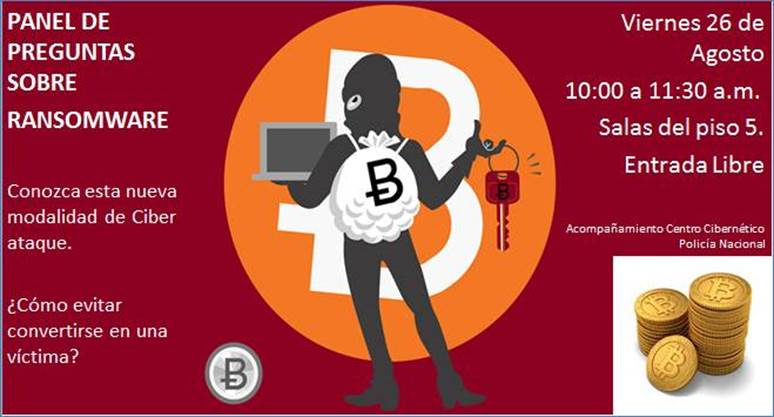 PANEL DE
PREGUNTAS
SOBRE
RANSOMWARE
Conozca esta nueva
modalidad de Ciber
ataque.
¿Cómo evitar
convertirse en una
víctima?
Viernes 26 de
Agosto
10:00 a 11:30 a.m.
Salas del piso 5.
Entrada Libre
Acompañamiento Centro Cibernético
Policía Nacional